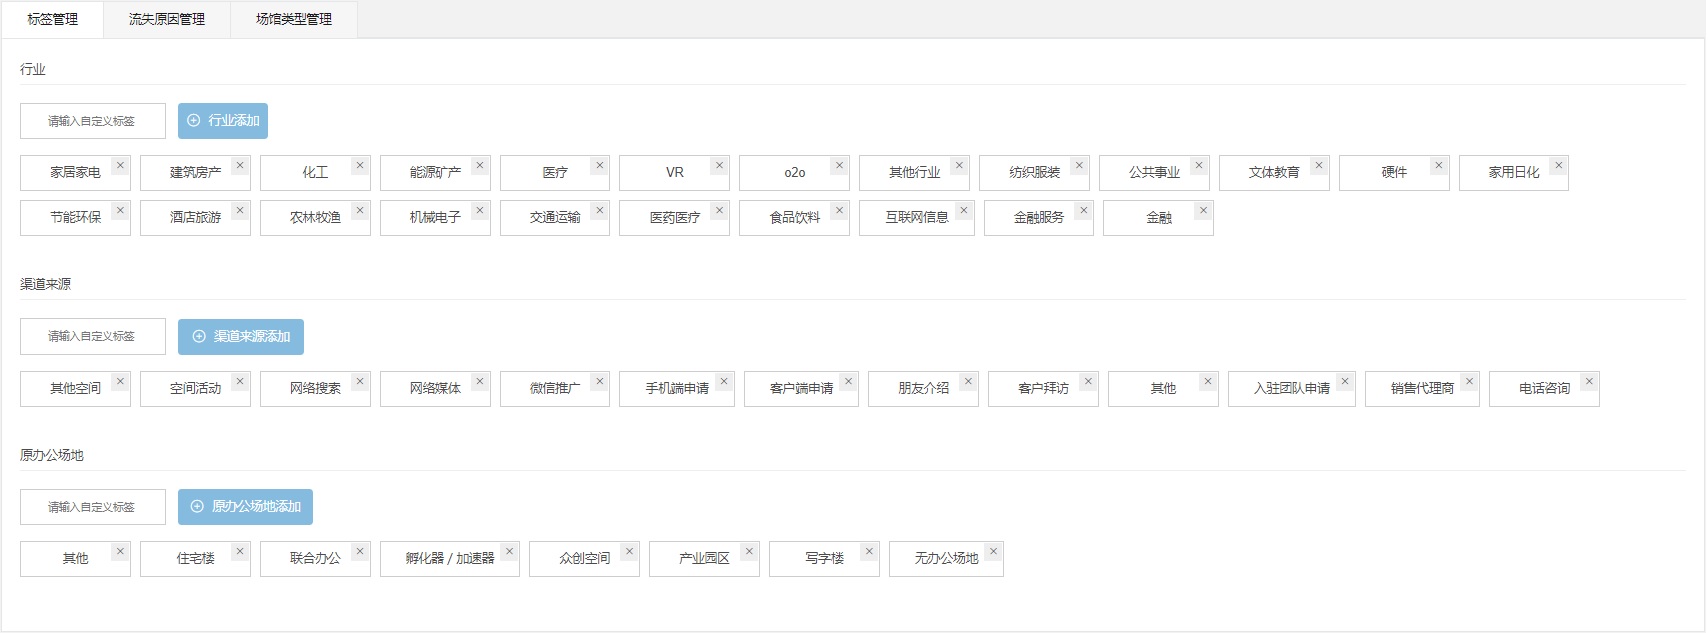 标签管理 流失原因管理 场馆类型管理
行业
请输入自定义标签 行业添加
家居家电 建筑房产 化工 能源矿产 医疗 VR o2o 其他行业 纺织服装 公共事业 文体教育 硬件 家用日化
节能环保 酒店旅游 农林牧渔 机械电子 交通运输 医药医疗 食品饮料 互联网信息 金融服务 金融
渠道来源
请输入自定义标签 渠道来源添加
其他空间 空间活动 网络搜索 网络媒体 微信推广 手机端申请 客户端申请 朋友介绍 客户拜访 其他 入驻团队申请 销售代理商 电话咨询
原办公场地
请输入自定义标签 原办公场地添加
其他 住宅楼 联合办公 孵化器 / 加速器 众创空间 产业园区 写字楼 无办公场地